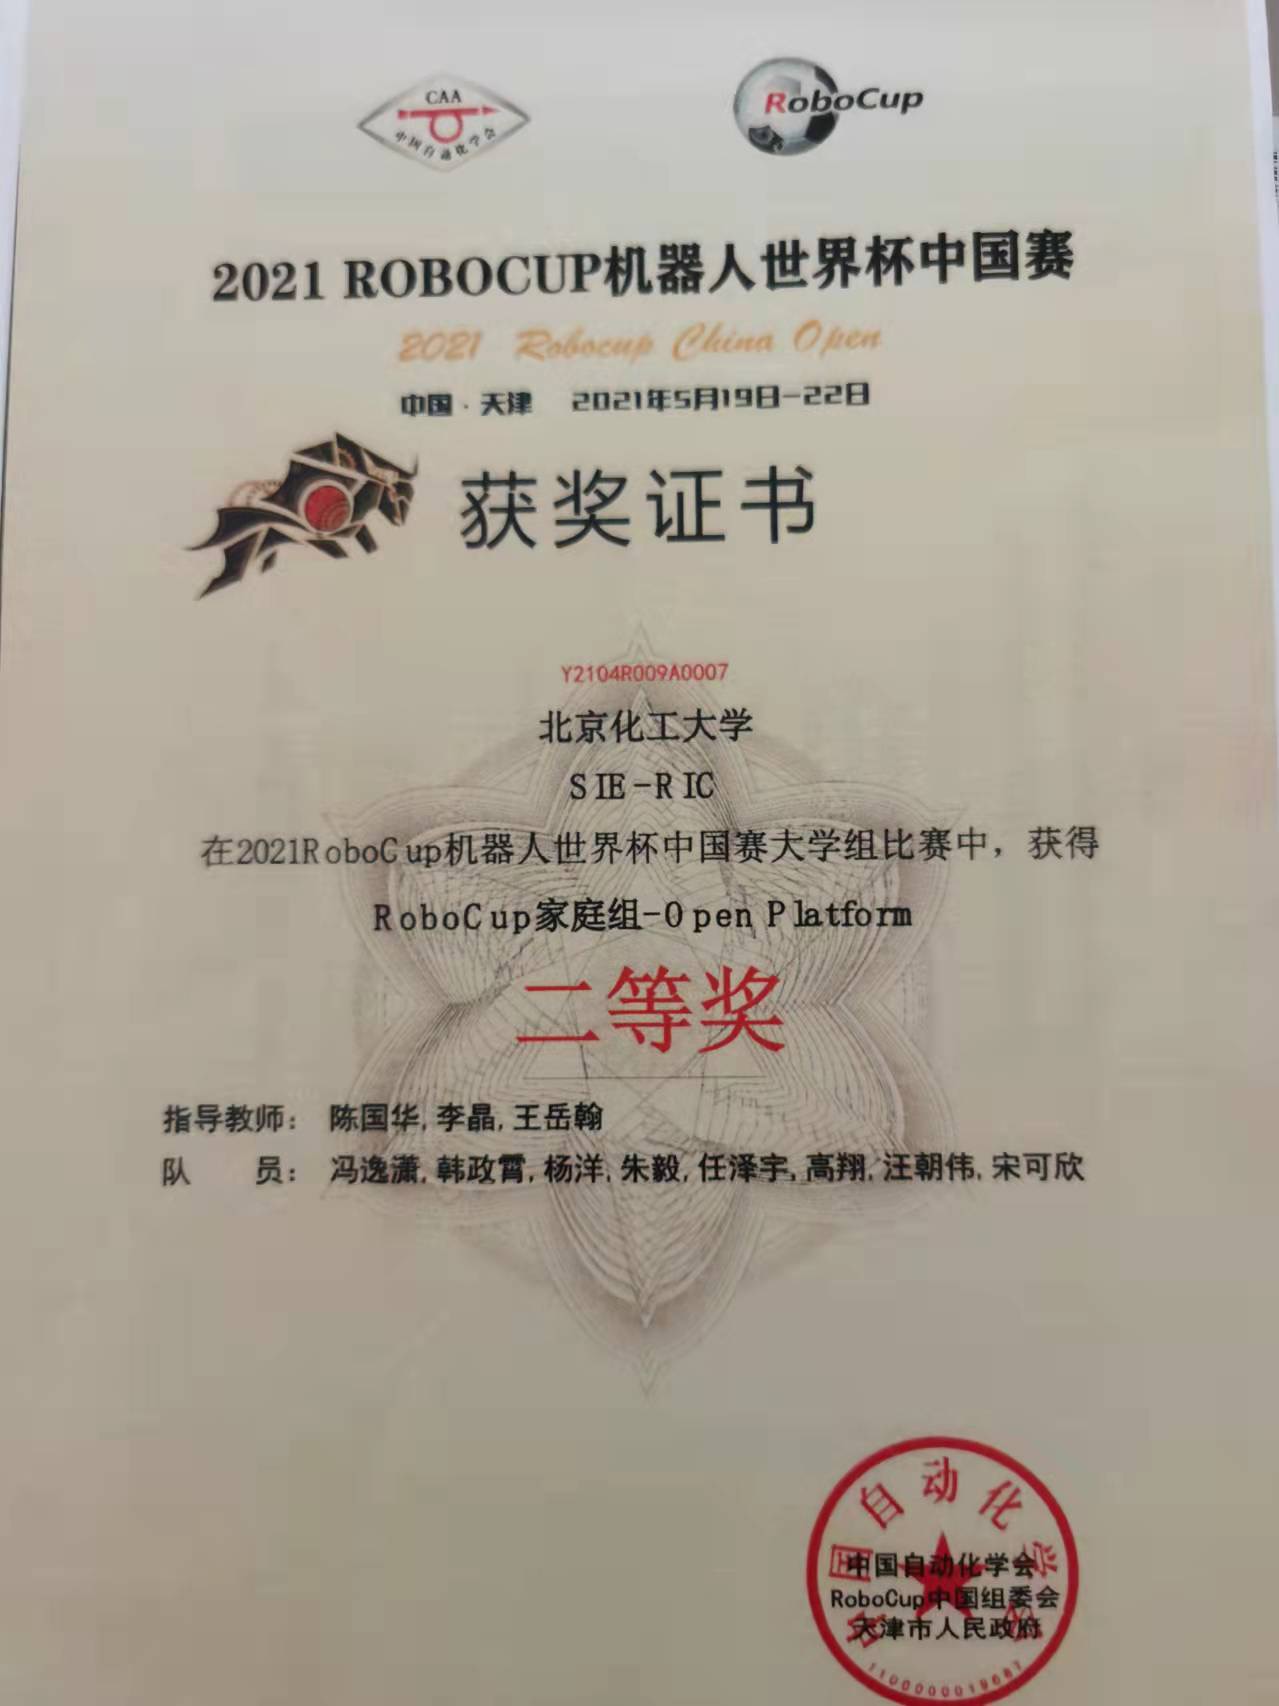 CAA
中国自动化学会
RoboCup
2021 ROBOCUP机器人世界杯中国赛
2021 Robocup China Open
中国·天津 2021年5月19日-22日
获奖证书
Y2104R009A0007
北京化工大学
SIE-RIC
在2021RoboCup机器人世界杯中国赛大学组比赛中，获得
RoboCup家庭组-Open Platform
二等奖
指导教师： 陈国华,李晶,王岳翰
队 员： 冯逸潇,韩政霄,杨洋,朱毅,任泽宇,高翔,汪朝伟,宋可欣
中国自动化学会
中国自动化学会
RoboCup中国组委会
天津市人民政府